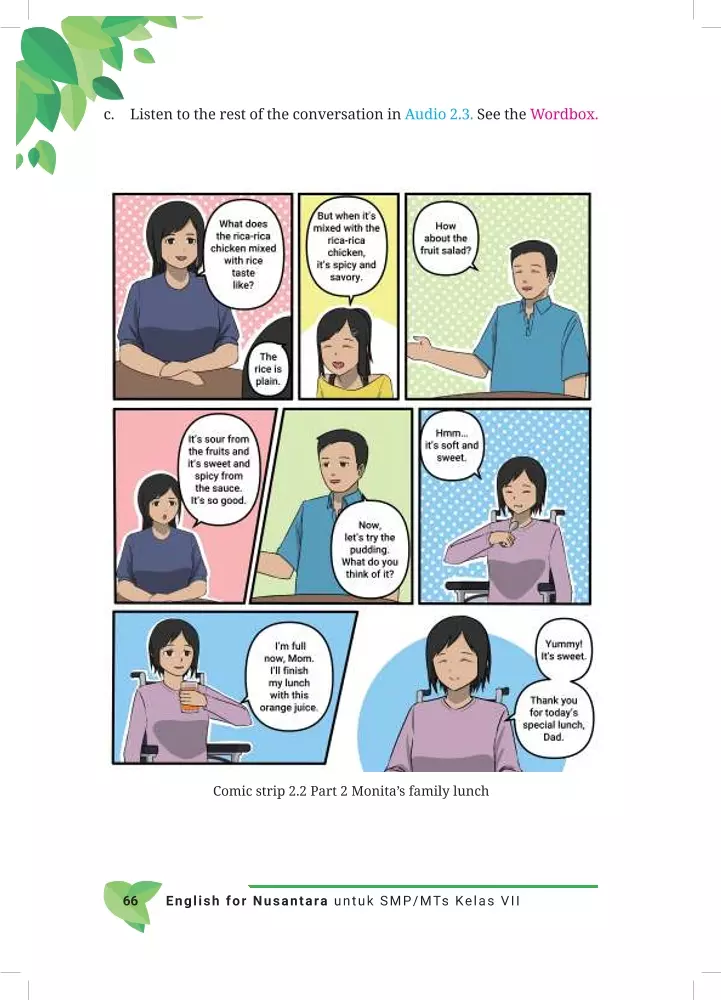 c. Listen to the rest of the conversation in Audio 2.3. See the Wordbox.
What does
the rica-rica
chicken mixed
with rice
taste
like?
The
rice is
plain.
But when it's
mixed with the
rica-rica
chicken,
it's spicy and
savory.
How
about the
fruit salad?
It's sour from
the fruits and
it's sweet and
spicy from
the sauce.
It's so good.
Now,
let's try the
pudding.
What do you
think of it?
Hmm...
it's soft and
sweet.
I'm full
now, Mom.
I'll finish
my lunch
with this
orange juice.
Yummy!
It's sweet.
Thank you
for today's
special lunch,
Dad.
Comic strip 2.2 Part 2 Monita's family lunch
66 English for Nusantara untuk SMP/MTs Kelas VII